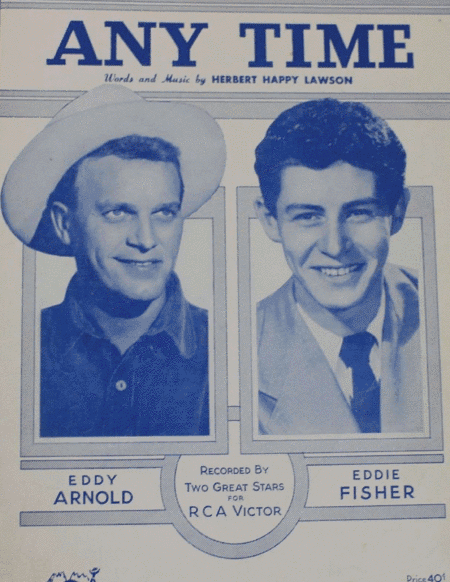 ANY TIME
Words and Music by HERBERT HAPPY LAWSON
EDDY
ARNOLD
RECORDED BY
TWO GREAT STARS
FOR
RCA VICTOR
EDDIE
FISHER
Price 40¢